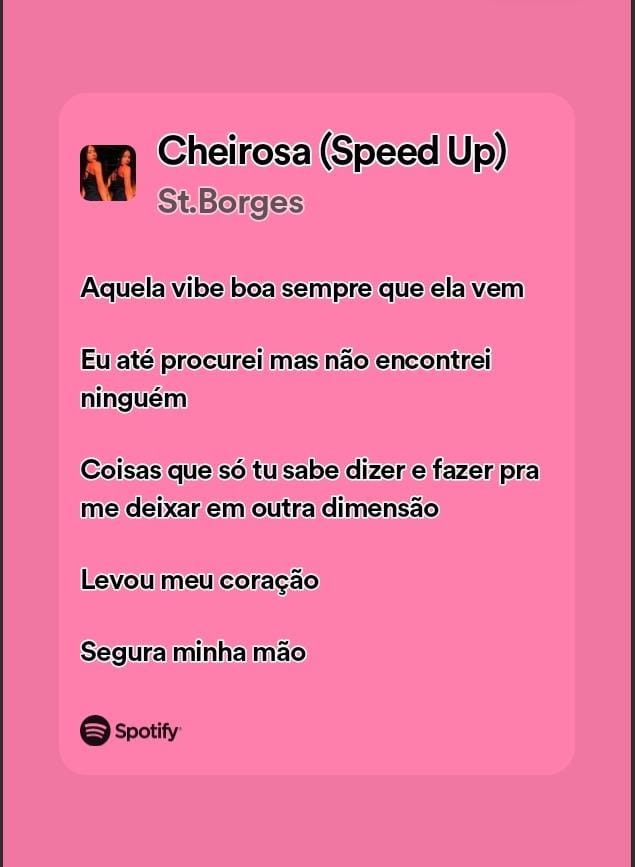 Cheirosa (Speed Up)
St.Borges
Aquela vibe boa sempre que ela vem
Eu até procurei mas não encontrei
ninguém
Coisas que só tu sabe dizer e fazer pra
me deixar em outra dimensão
Levou meu coração
Segura minha mão
Spotify